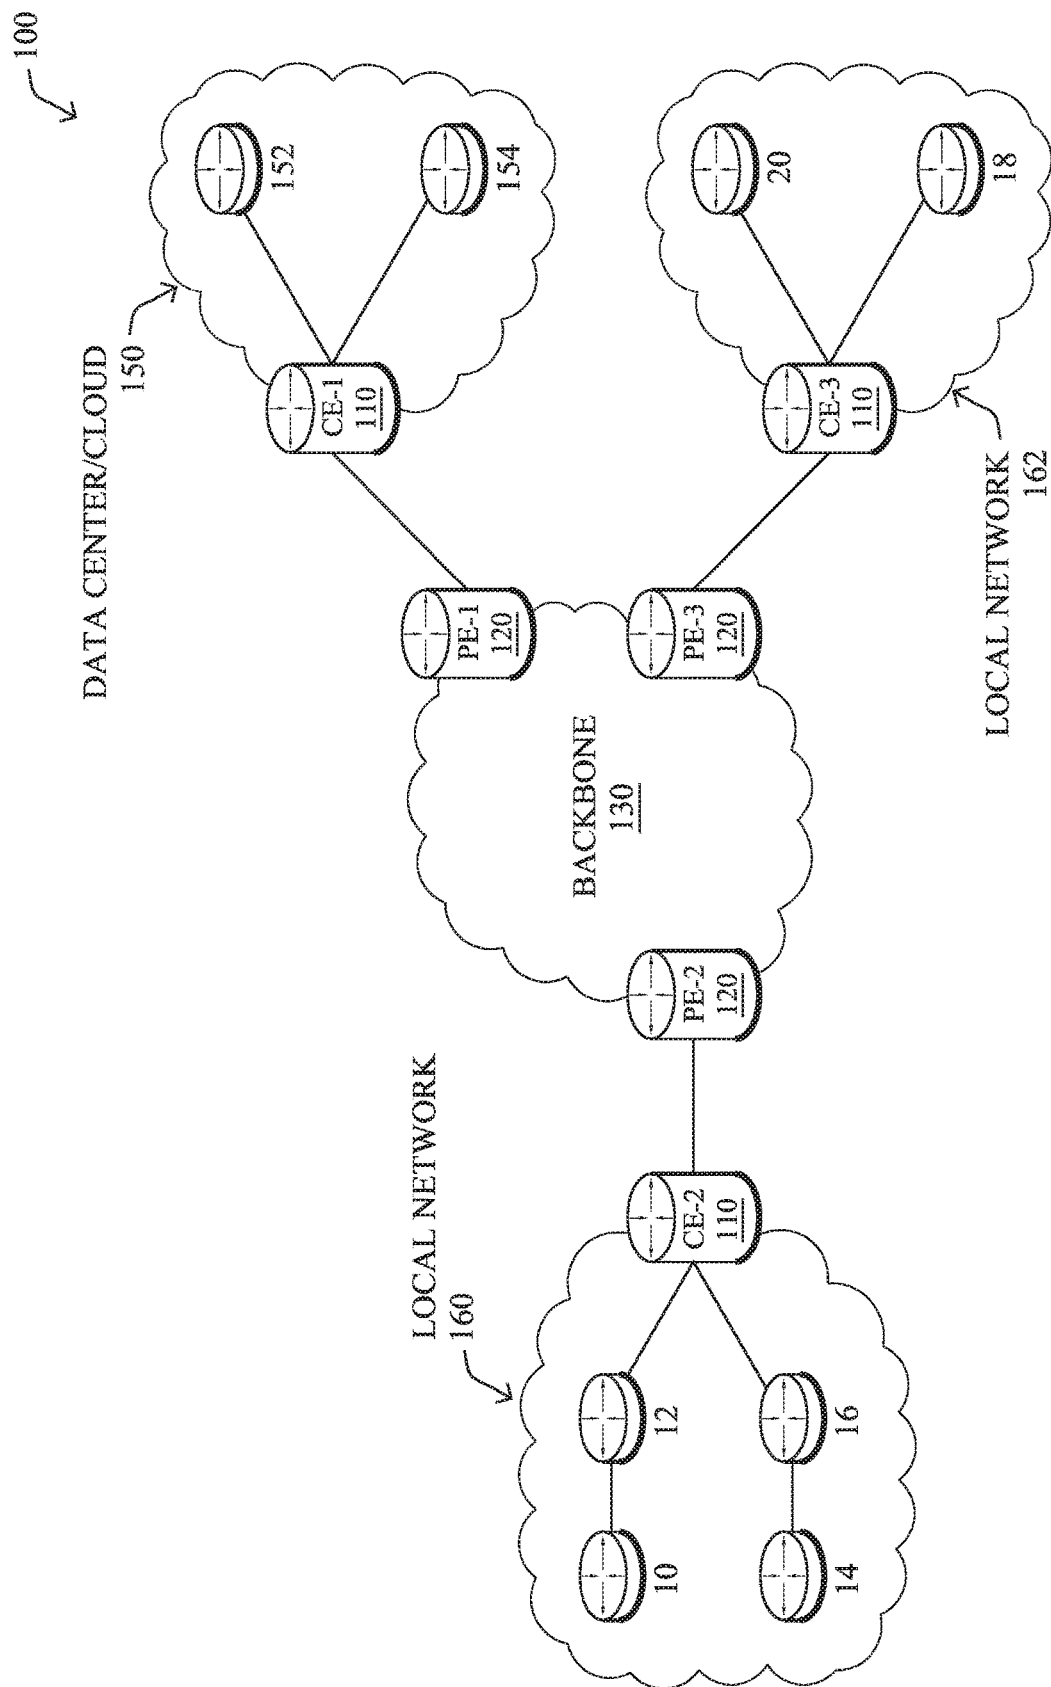 100
DATA CENTER/CLOUD
150
152
154
CE-1
110
PE-1
120
LOCAL NETWORK
160
BACKBONE
130
10
12
14
16
CE-2
110
PE-2
120
PE-3
120
CE-3
110
20
18
LOCAL NETWORK
162